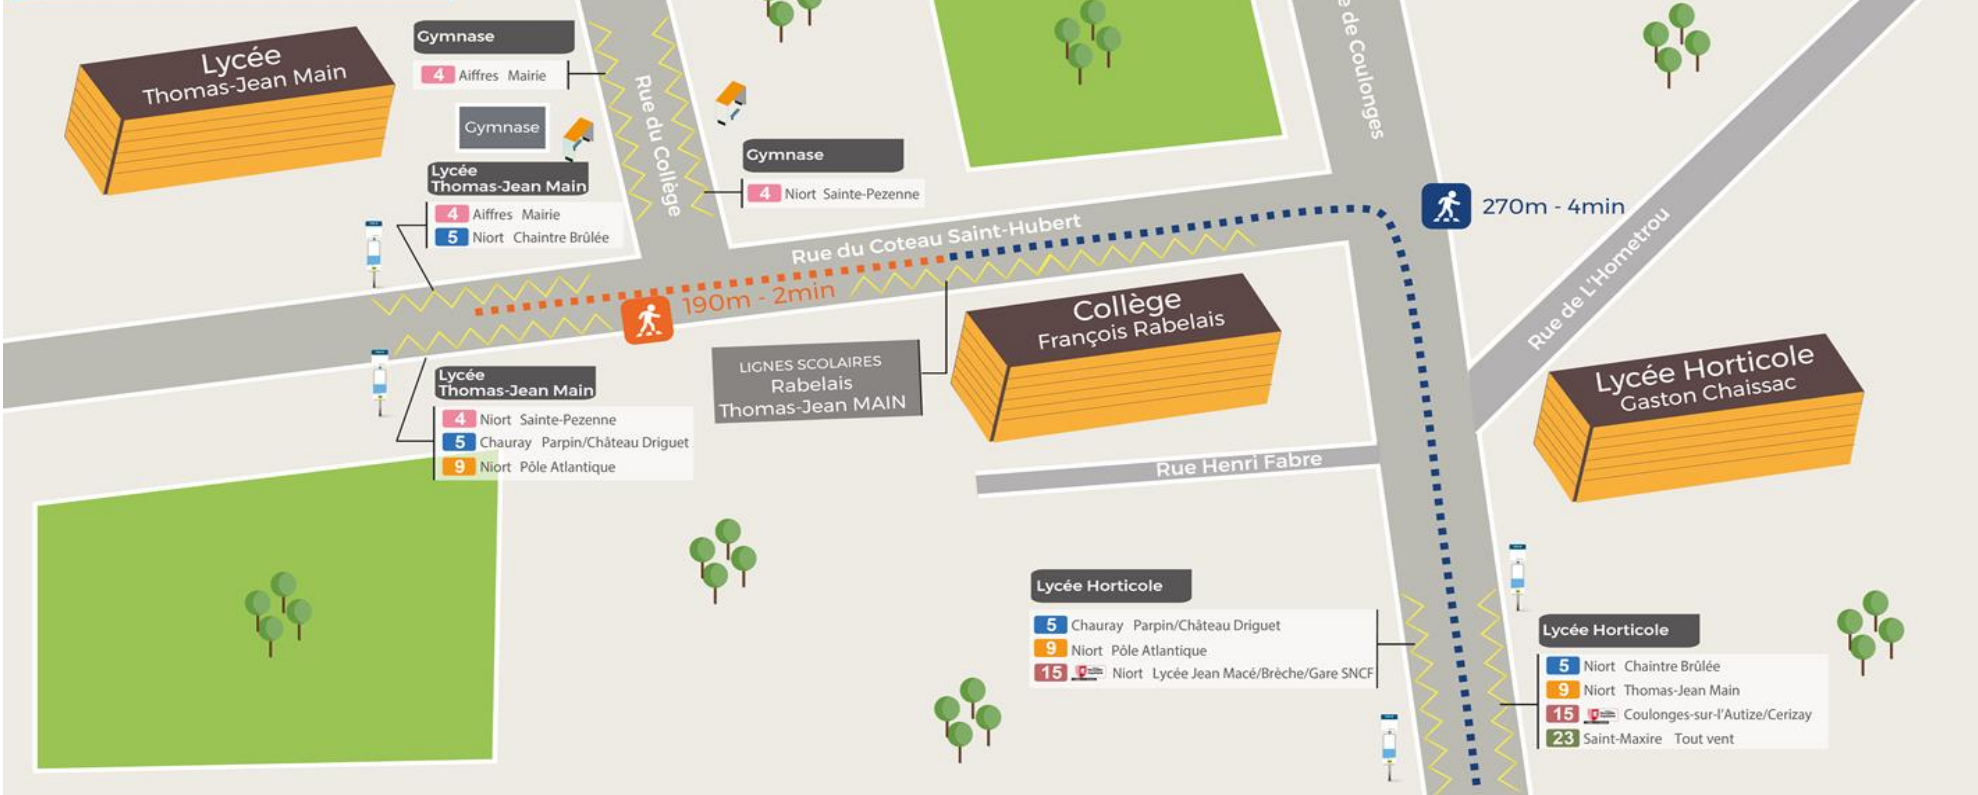 Lycée
Thomas-Jean Main
Gymnase
4 Aiffres Mairie
Gymnase
Rue du Collège
Gymnase
4 Niort Sainte-Pezenne
Lycée
Thomas-Jean Main
4 Aiffres Mairie
5 Niort Chaintre Brûlée
e de Coulonges
270m - 4min
Rue de L'Hometrou
Rue du Coteau Saint-Hubert
190m - 2min
Collège
François Rabelais
LIGNES SCOLAIRES
Rabelais
Thomas-Jean MAIN
Lycée Horticole
Gaston Chaissac
Lycée
Thomas-Jean Main
4 Niort Sainte-Pezenne
5 Chauray Parpin/Château Driguet
9 Niort Pôle Atlantique
Rue Henri Fabre
Lycée Horticole
5 Chauray Parpin/Château Driguet
9 Niort Pôle Atlantique
15 Niort Lycée Jean Macé/Brèche/Gare SNCF
Lycée Horticole
5 Niort Chaintre Brûlée
9 Niort Thomas-Jean Main
15 Coulonges-sur-l'Autize/Cerizay
23 Saint-Maxire Tout vent